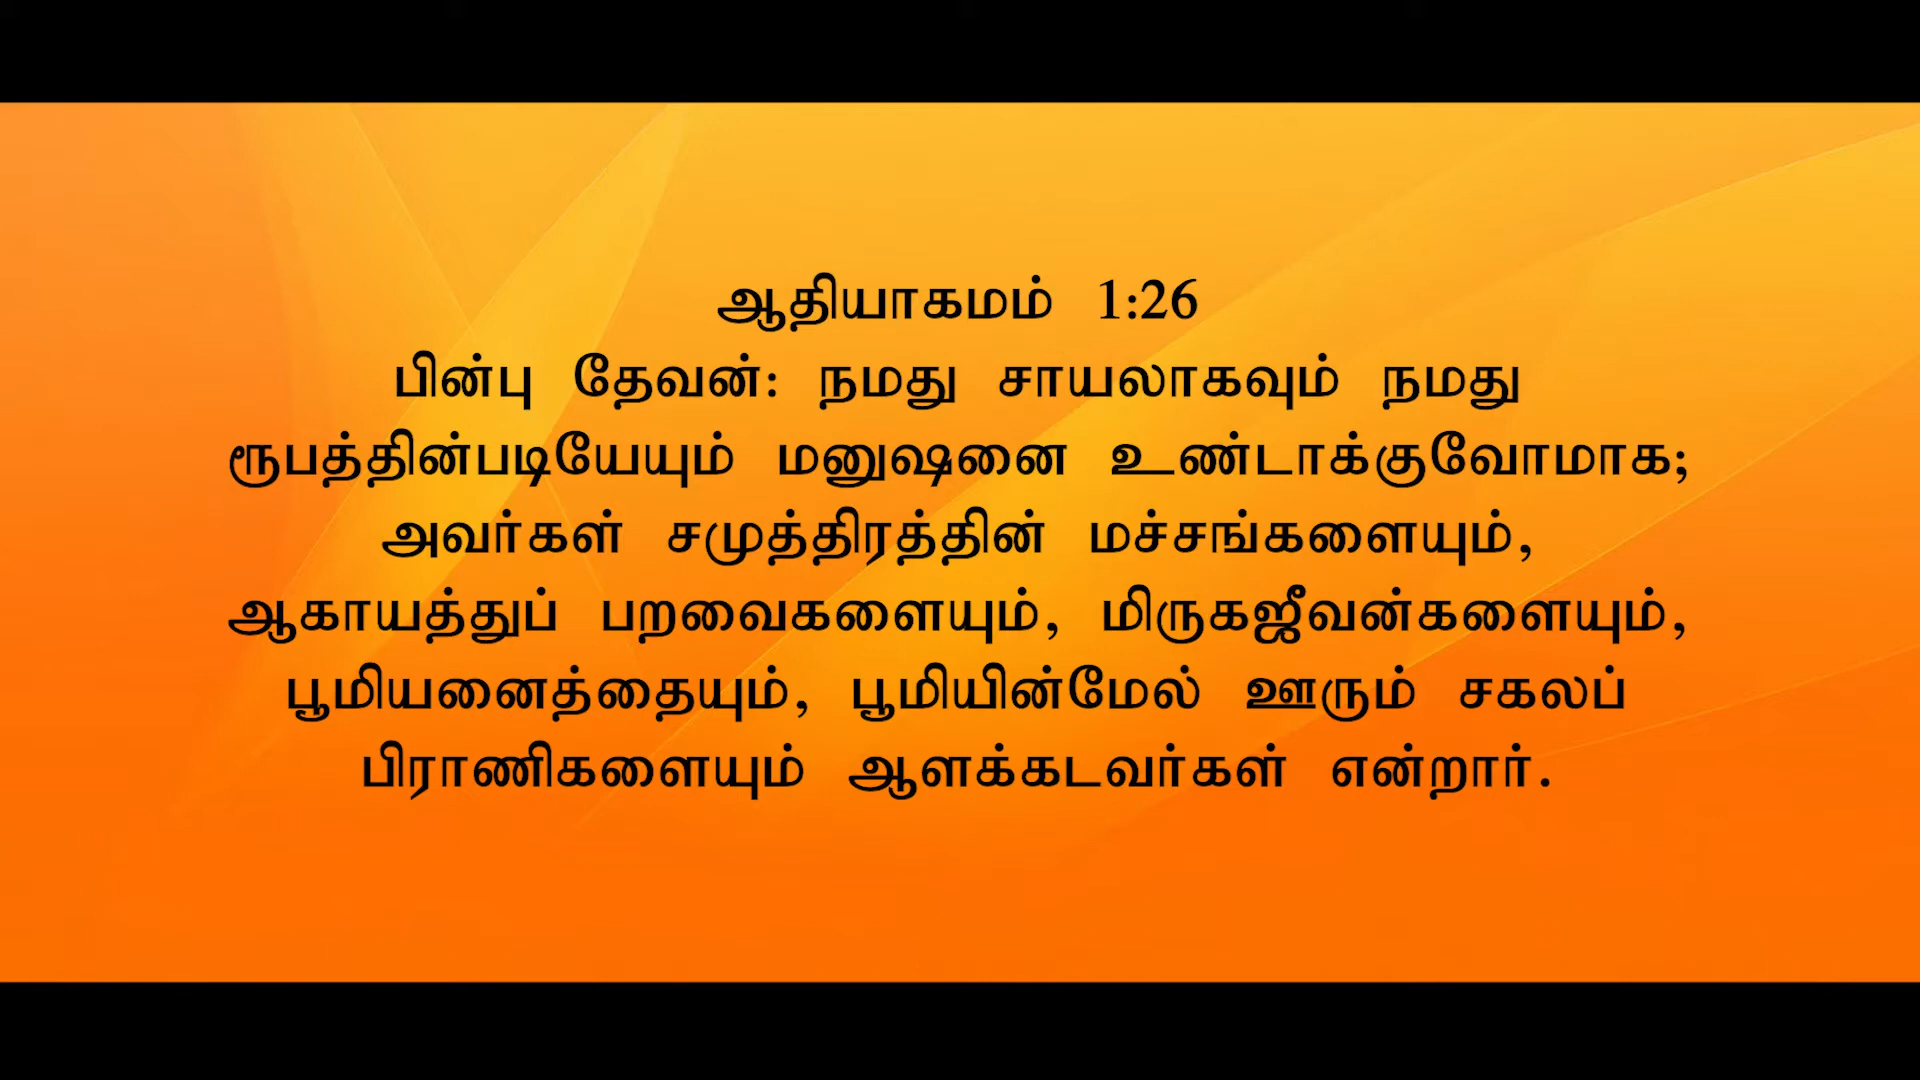 ஆதியாகமம் 1:26
பின்பு தேவன்: நமது சாயலாகவும் நமது
ரூபத்தின்படியேயும் மனுஷனை உண்டாக்குவோமாக;
அவர்கள் சமுத்திரத்தின் மச்சங்களையும்,
ஆகாயத்துப் பறவைகளையும், மிருகஜீவன்களையும்,
பூமியனைத்தையும், பூமியின்மேல் ஊரும் சகலப்
பிராணிகளையும் ஆளக்கடவர்கள் என்றார்.